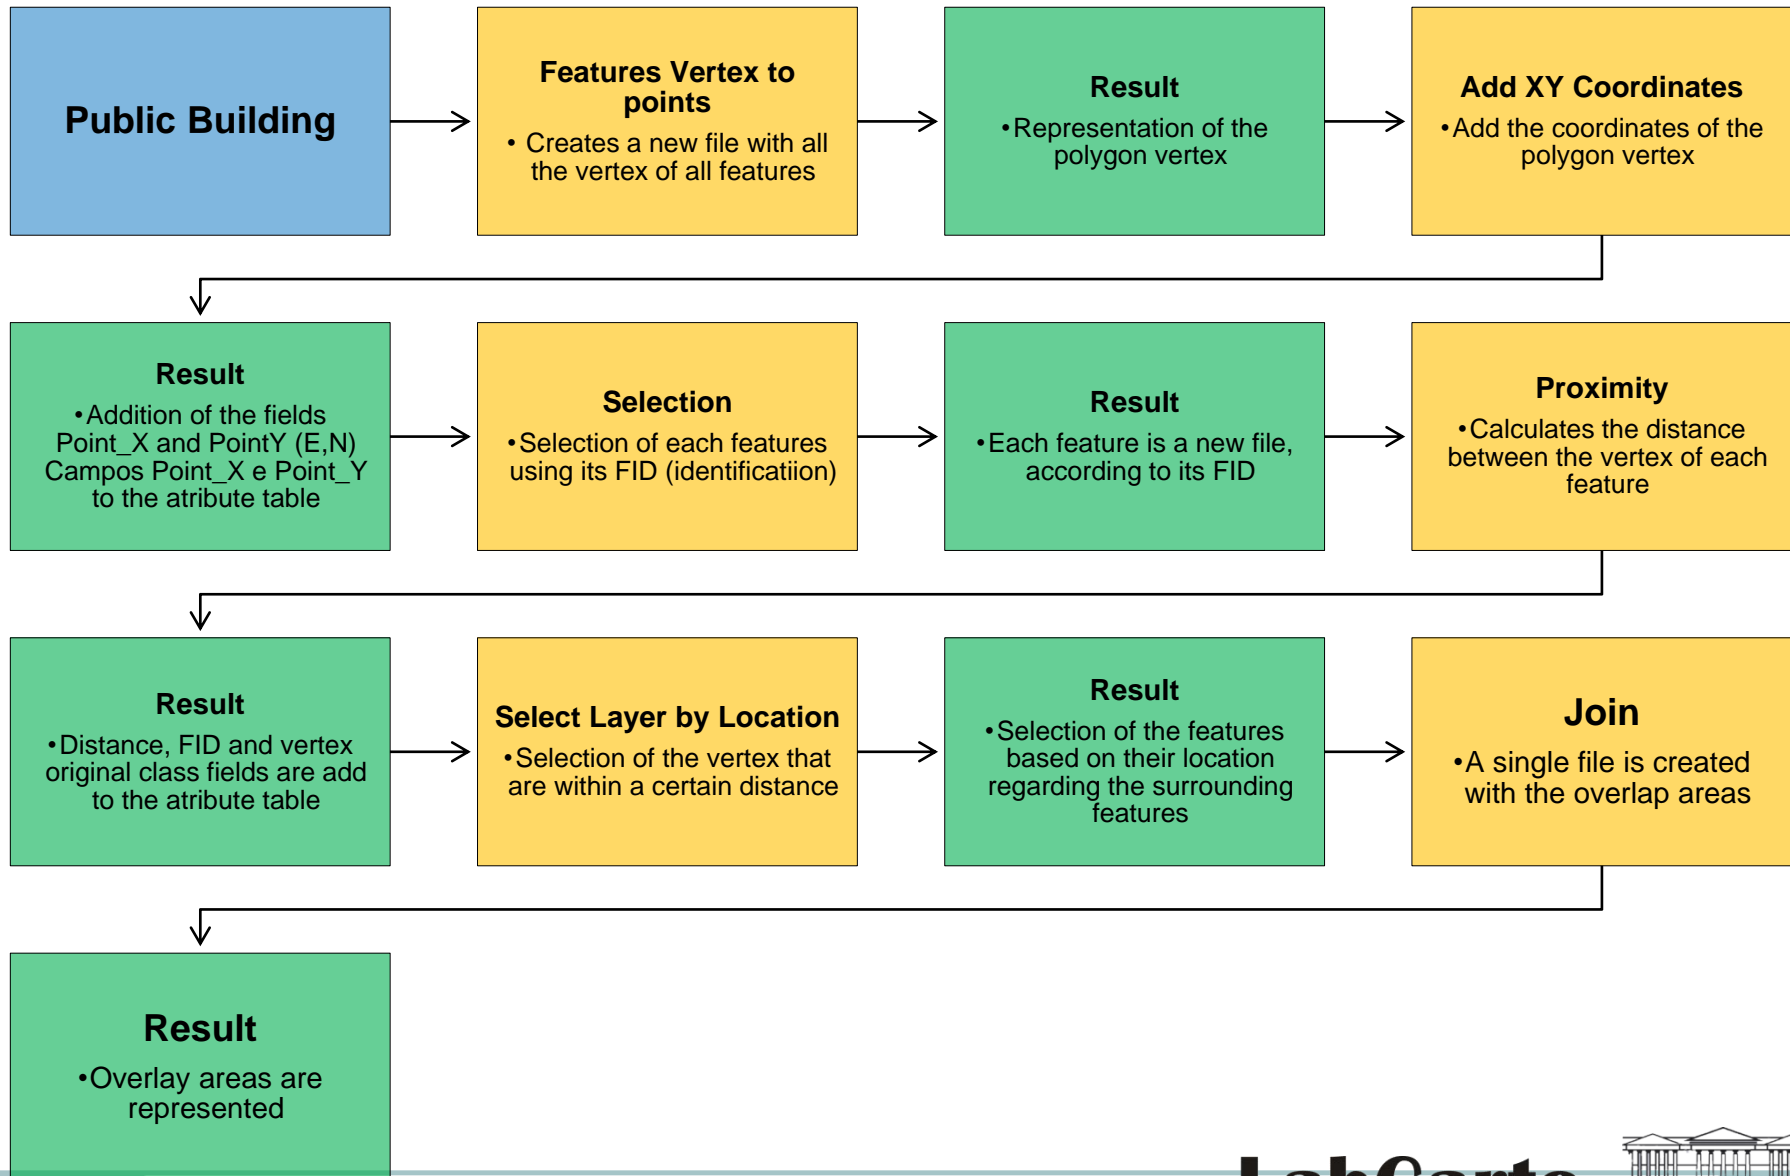 Public Building
Features Vertex to
points
• Creates a new file with all
the vertex of all features
Result
•Representation of the
polygon vertex
Add XY Coordinates
•Add the coordinates of the
polygon vertex
Result
•Addition of the fields
Point_X and PointY (E,N)
Campos Point_X e Point_Y
to the atribute table
Selection
•Selection of each features
using its FID (identificatiion)
Result
•Each feature is a new file,
according to its FID
Proximity
•Calculates the distance
between the vertex of each
feature
Result
•Distance, FID and vertex
original class fields are add
to the atribute table
Select Layer by Location
•Selection of the vertex that
are within a certain distance
Result
•Selection of the features
based on their location
regarding the surrounding
features
Join
•A single file is created
with the overlap areas
Result
•Overlay areas are
represented
LabCarto